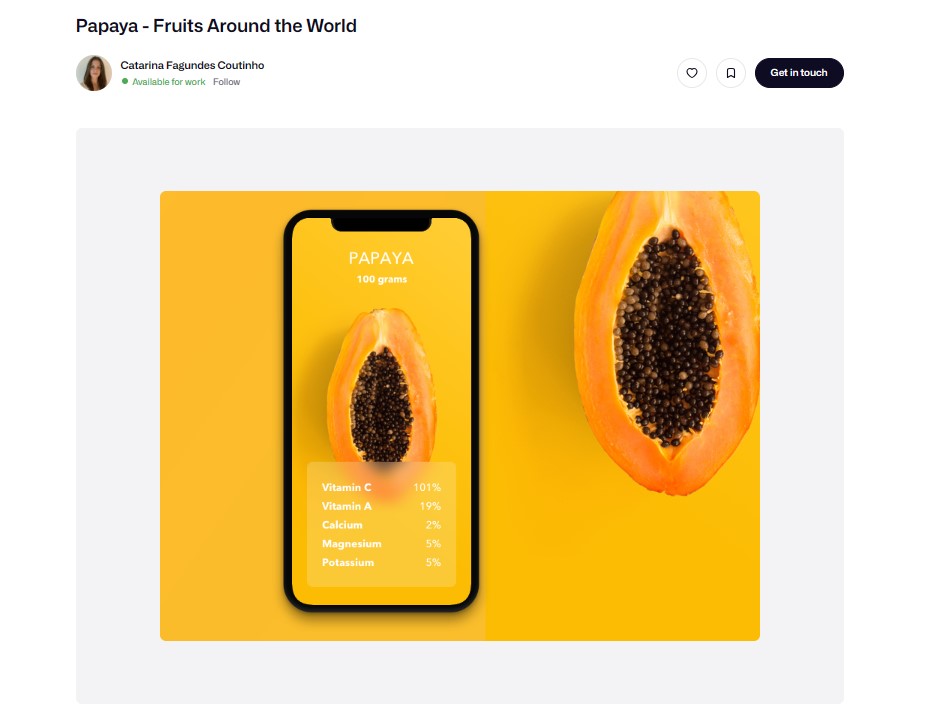 Papaya - Fruits Around the World
Catarina Fagundes Coutinho
Available for work Follow
Get in touch
PAPAYA
100 grams
Vitamin C 101%
Vitamin A 19%
Calcium 2%
Magnesium 5%
Potassium 5%